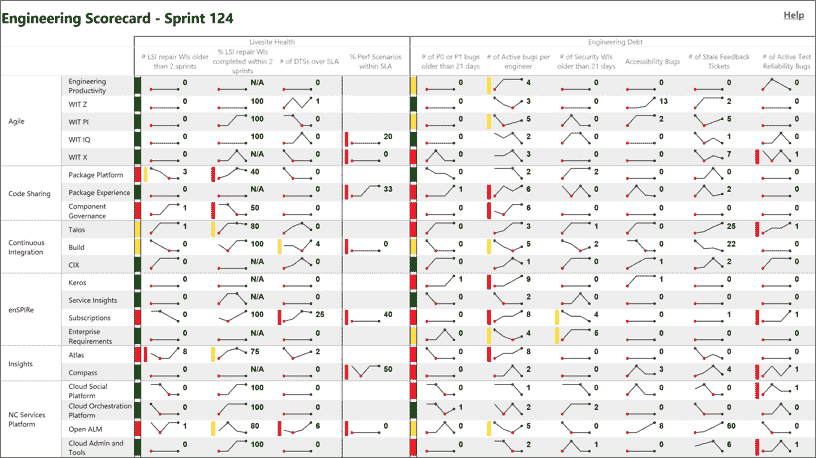 Engineering Scorecard - Sprint 124
Help
Livesite Health Engineering Debt
# LSI repair WIs older than 2 sprints
% LSI repair WIs completed within 2 sprints
# of DTSs over SLA
% Perf Scenarios within SLA
# of P0 or P1 bugs older than 21 days
# of Active bugs per engineer
# of Security WIs older than 21 days
Accessibility Bugs
# of Stale Feedback Tickets
# of Active Test Reliability Bugs
Agile
Engineering Productivity 0 N/A 0 0 4 0 0 0 0
WIT Z 0 100 1 0 3 0 13 2 0
WIT PI 0 100 0 0 5 0 2 5 0
WIT IQ 0 100 0 20 0 2 0 0 1 0
WIT X 0 N/A 0 0 0 3 0 0 7 1
Code Sharing
Package Platform 3 40 0 0 2 2 0 0 0
Package Experience 0 N/A 0 33 1 6 0 0 2 0
Component Governance 1 50 0 0 6 0 0 0 0
Continuous Integration
Talos 1 80 0 0 3 1 0 25 1
Build 0 100 4 0 0 5 2 0 22 0
CIX 0 N/A 0 0 1 0 1 2 0
enSPIRe
Keros 0 N/A 0 1 9 0 1 0 0
Service Insights 0 N/A 0 0 2 0 0 0 0
Subscriptions 0 100 25 40 0 8 4 0 1 1
Enterprise Requirements 0 N/A 0 0 4 5 0 0 0
Insights
Atlas 8 75 2 0 8 0 0 0 0
Compass 0 N/A 0 50 0 2 0 3 4 1
NC Services Platform
Cloud Social Platform 0 100 0 0 1 0 0 0 1
Cloud Orchestration Platform 0 100 0 1 2 2 0 0 0
Open ALM 1 80 6 0 0 5 0 8 60 0
Cloud Admin and Tools 0 100 0 0 2 1 0 6 1